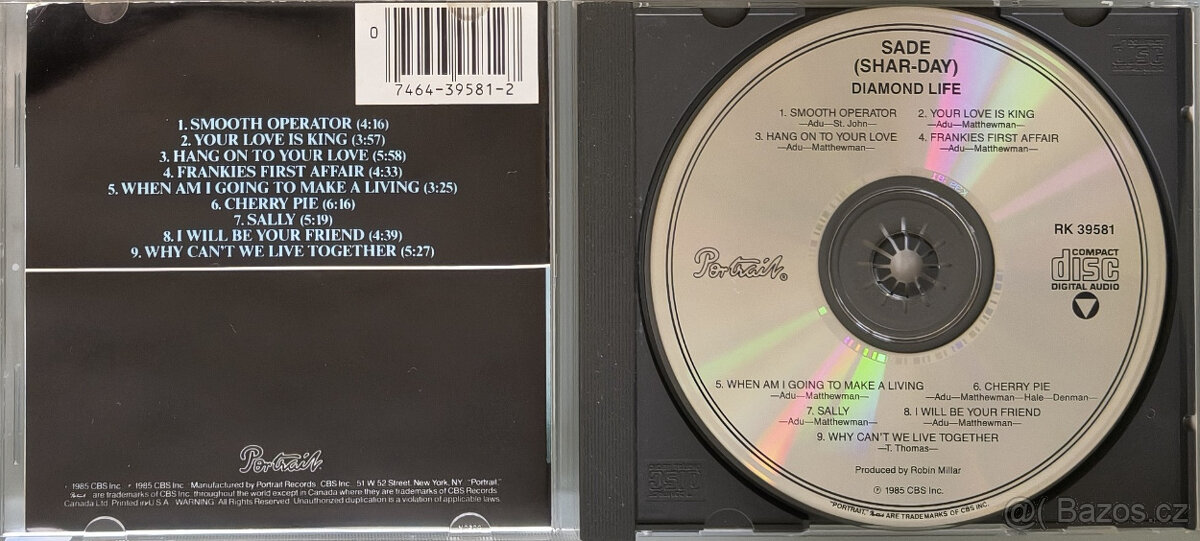 0
7464-39581-2
1. SMOOTH OPERATOR (4:16)
2. YOUR LOVE IS KING (3:57)
3. HANG ON TO YOUR LOVE (5:58)
4. FRANKIES FIRST AFFAIR (4:33)
5. WHEN AM I GOING TO MAKE A LIVING (3:25)
6. CHERRY PIE (6:16)
7. SALLY (5:19)
8. I WILL BE YOUR FRIEND (4:39)
9. WHY CAN'T WE LIVE TOGETHER (5:27)
Portrait
1985 CBS Inc. 1985 CBS Inc. Manufactured by Portrait Records CBS Inc. 51 W 52 Street, New York, NY "Portrait,"
are trademarks of CBS Inc. throughout the world except in Canada where they are trademarks of CBS Records
Canada Ltd. Printed in U.S.A. WARNING: All Rights Reserved. Unauthorized duplication is a violation of applicable laws.
SADE
(SHAR-DAY)
DIAMOND LIFE
1. SMOOTH OPERATOR 2. YOUR LOVE IS KING
—Adu—St. John— —Adu—Matthewman—
3. HANG ON TO YOUR LOVE 4. FRANKIES FIRST AFFAIR
—Adu—Matthewman— —Adu—Matthewman—
RK 39581
Portrait®
COMPACT
disc
DIGITAL AUDIO
5. WHEN AM I GOING TO MAKE A LIVING 6. CHERRY PIE
—Adu—Matthewman— —Adu—Matthewman—Hale—Denman—
7. SALLY 8. I WILL BE YOUR FRIEND
—Adu—Matthewman— —Adu—Matthewman—
9. WHY CAN'T WE LIVE TOGETHER
—T. Thomas—
Produced by Robin Millar
℗ 1985 CBS Inc.
"PORTRAIT," ARE TRADEMARKS OF CBS INC.
Bazos.cz